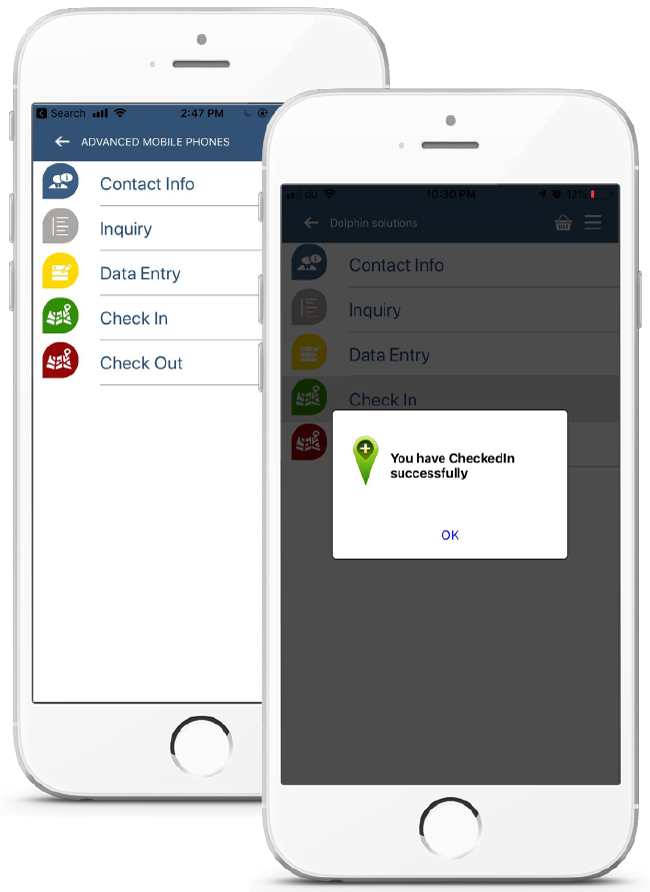 Search
2:47 PM
ADVANCED MOBILE PHONES
Contact Info
Inquiry
Data Entry
Check In
Check Out
du
10:30 PM
12%
Dolphin solutions
Contact Info
Inquiry
Data Entry
Check In
You have CheckedIn
successfully
OK